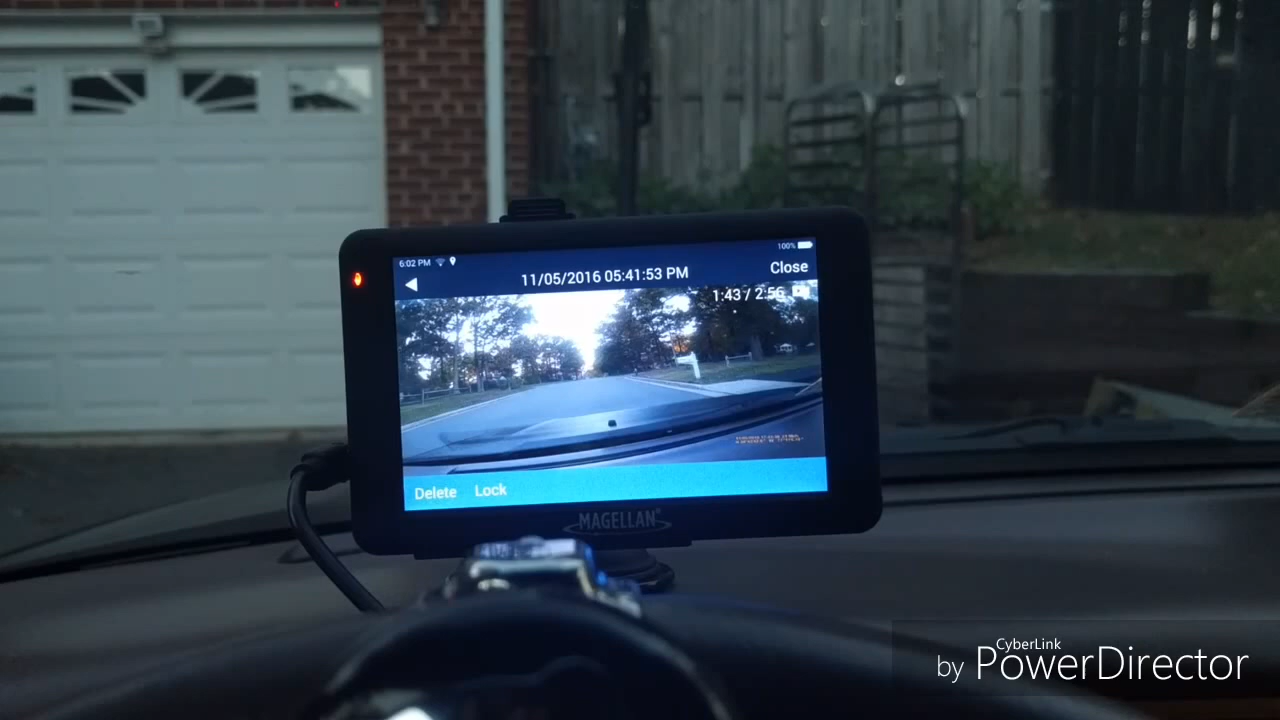 6:02 PM
100%
11/05/2016 05:41:53 PM
Close
1:43 / 2:56
Delete
Lock
MAGELLAN®
CyberLink
by PowerDirector